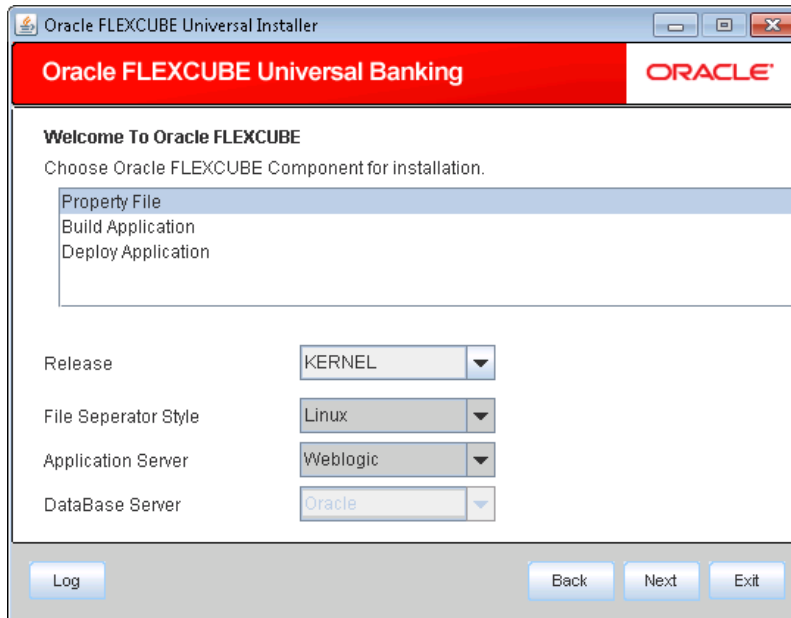 Oracle FLEXCUBE Universal Installer
Oracle FLEXCUBE Universal Banking
ORACLE
Welcome To Oracle FLEXCUBE
Choose Oracle FLEXCUBE Component for installation.
Property File
Build Application
Deploy Application
Release KERNEL
File Seperator Style Linux
Application Server Weblogic
DataBase Server Oracle
Log Back Next Exit